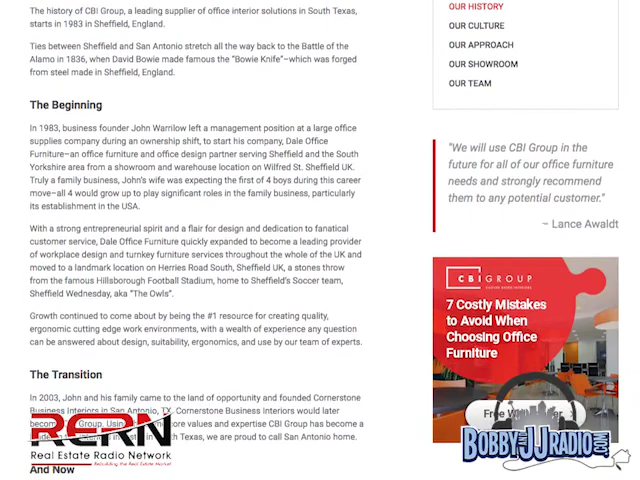 The history of CBI Group, a leading supplier of office interior solutions in South Texas,
starts in 1983 in Sheffield, England.
Ties between Sheffield and San Antonio stretch all the way back to the Battle of the
Alamo in 1836, when David Bowie made famous the “Bowie Knife”–which was forged
from steel made in Sheffield, England.
The Beginning
In 1983, business founder John Warrilow left a management position at a large office
supplies company during an ownership shift, to start his company, Dale Office
Furniture–an office furniture and office design partner serving Sheffield and the South
Yorkshire area from a showroom and warehouse location on Wilfred St. Sheffield UK.
Truly a family business, John’s wife was expecting the first of 4 boys during this career
move–all 4 would grow up to play significant roles in the family business, particularly
its establishment in the USA.
With a strong entrepreneurial spirit and a flair for design and dedication to fanatical
customer service, Dale Office Furniture quickly expanded to become a leading provider
of workplace design and turnkey furniture services throughout the whole of the UK and
moved to a landmark location on Herries Road South, Sheffield UK, a stones throw
from the famous Hillsborough Football Stadium, home to Sheffield’s Soccer team,
Sheffield Wednesday, aka “The Owls”.
Growth continued to come about by being the #1 resource for creating quality,
ergonomic cutting edge work environments, with a wealth of experience any question
can be answered about design, suitability, ergonomics, and use by our team of experts.
The Transition
In 2003, John and his family came to the land of opportunity and founded Cornerstone
Business Interiors in San Antonio, TX. Cornerstone Business Interiors would later
Group. values and expertise CBI Group has become a
Texas, we are proud to call San Antonio home.
And Now
OUR HISTORY
OUR CULTURE
OUR APPROACH
OUR SHOWROOM
OUR TEAM
"We will use CBI Group in the
future for all of our office furniture
needs and strongly recommend
them to any potential customer."
~ Lance Awaldt
CBI GROUP
7 Costly Mistakes
to Avoid When
Choosing Office
Furniture
Free
RERN
Real Estate Radio Network
Rebuilding the Real Estate Market
BOBBY AND JJ RADIO.COM